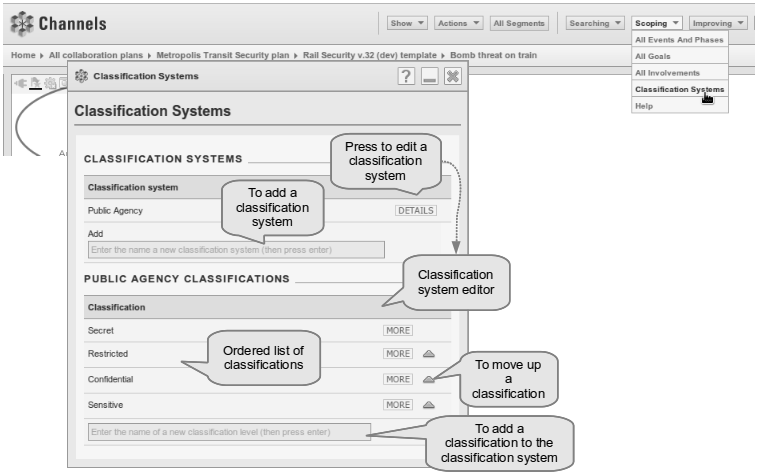 Channels
Show Actions All Segments Searching Scoping Improving
All Events And Phases
All Goals
All Involvements
Classification Systems
Help
Home All collaboration plans Metropolis Transit Security plan Rail Security v.32 (dev) template Bomb threat on train
Classification Systems
?
Classification Systems
CLASSIFICATION SYSTEMS
Press to edit a
classification
system
Classification system
To add a
classification
system
Public Agency DETAILS
Add
Enter the name a new classification system (then press enter)
PUBLIC AGENCY CLASSIFICATIONS
Classification
system editor
Classification
Secret MORE
Restricted MORE
Ordered list of
classifications
Confidential MORE
To move up
a
classification
Sensitive MORE
Enter the name of a new classification level (then press enter)
To add a
classification to the
classification system